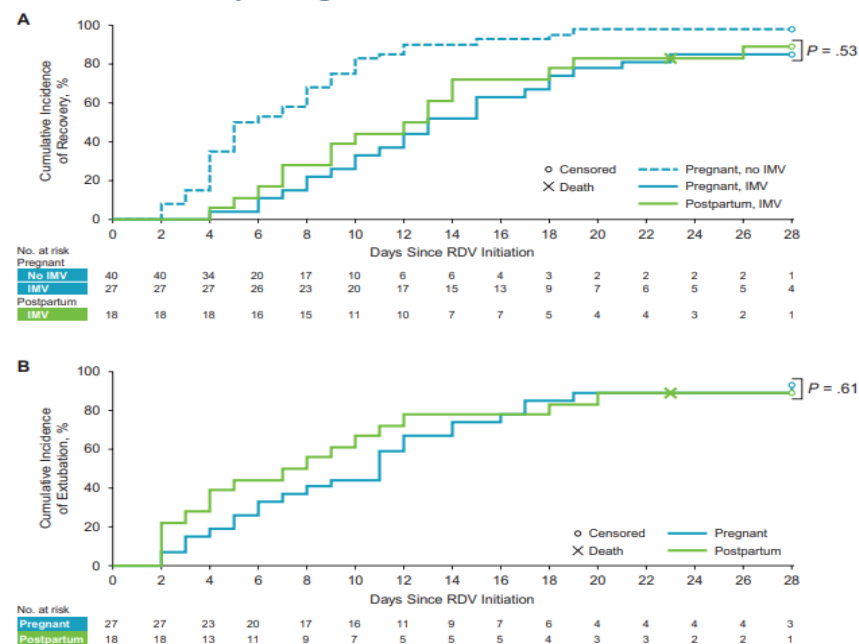 A
100
80
60
40
20
0
Cumulative Incidence
of Recovery, %
P = .53
Censored
Death
Pregnant, no IMV
Pregnant, IMV
Postpartum, IMV
0 2 4 6 8 10 12 14 16 18 20 22 24 26 28
Days Since RDV Initiation
No. at risk
Pregnant
No IMV 40 40 34 20 17 10 6 6 4 3 2 2 2 2 1
IMV 27 27 27 26 23 20 17 15 13 9 7 6 5 5 4
Postpartum
IMV 18 18 18 16 15 11 10 7 7 5 4 4 3 2 1
B
100
80
60
40
20
0
Cumulative Incidence
of Extubation, %
P = .61
Censored
Death
Pregnant
Postpartum
0 2 4 6 8 10 12 14 16 18 20 22 24 26 28
Days Since RDV Initiation
No. at risk
Pregnant 27 27 23 20 17 16 11 9 7 6 4 4 4 4 3
Postpartum 18 18 13 11 9 7 5 5 5 4 3 3 2 2 1